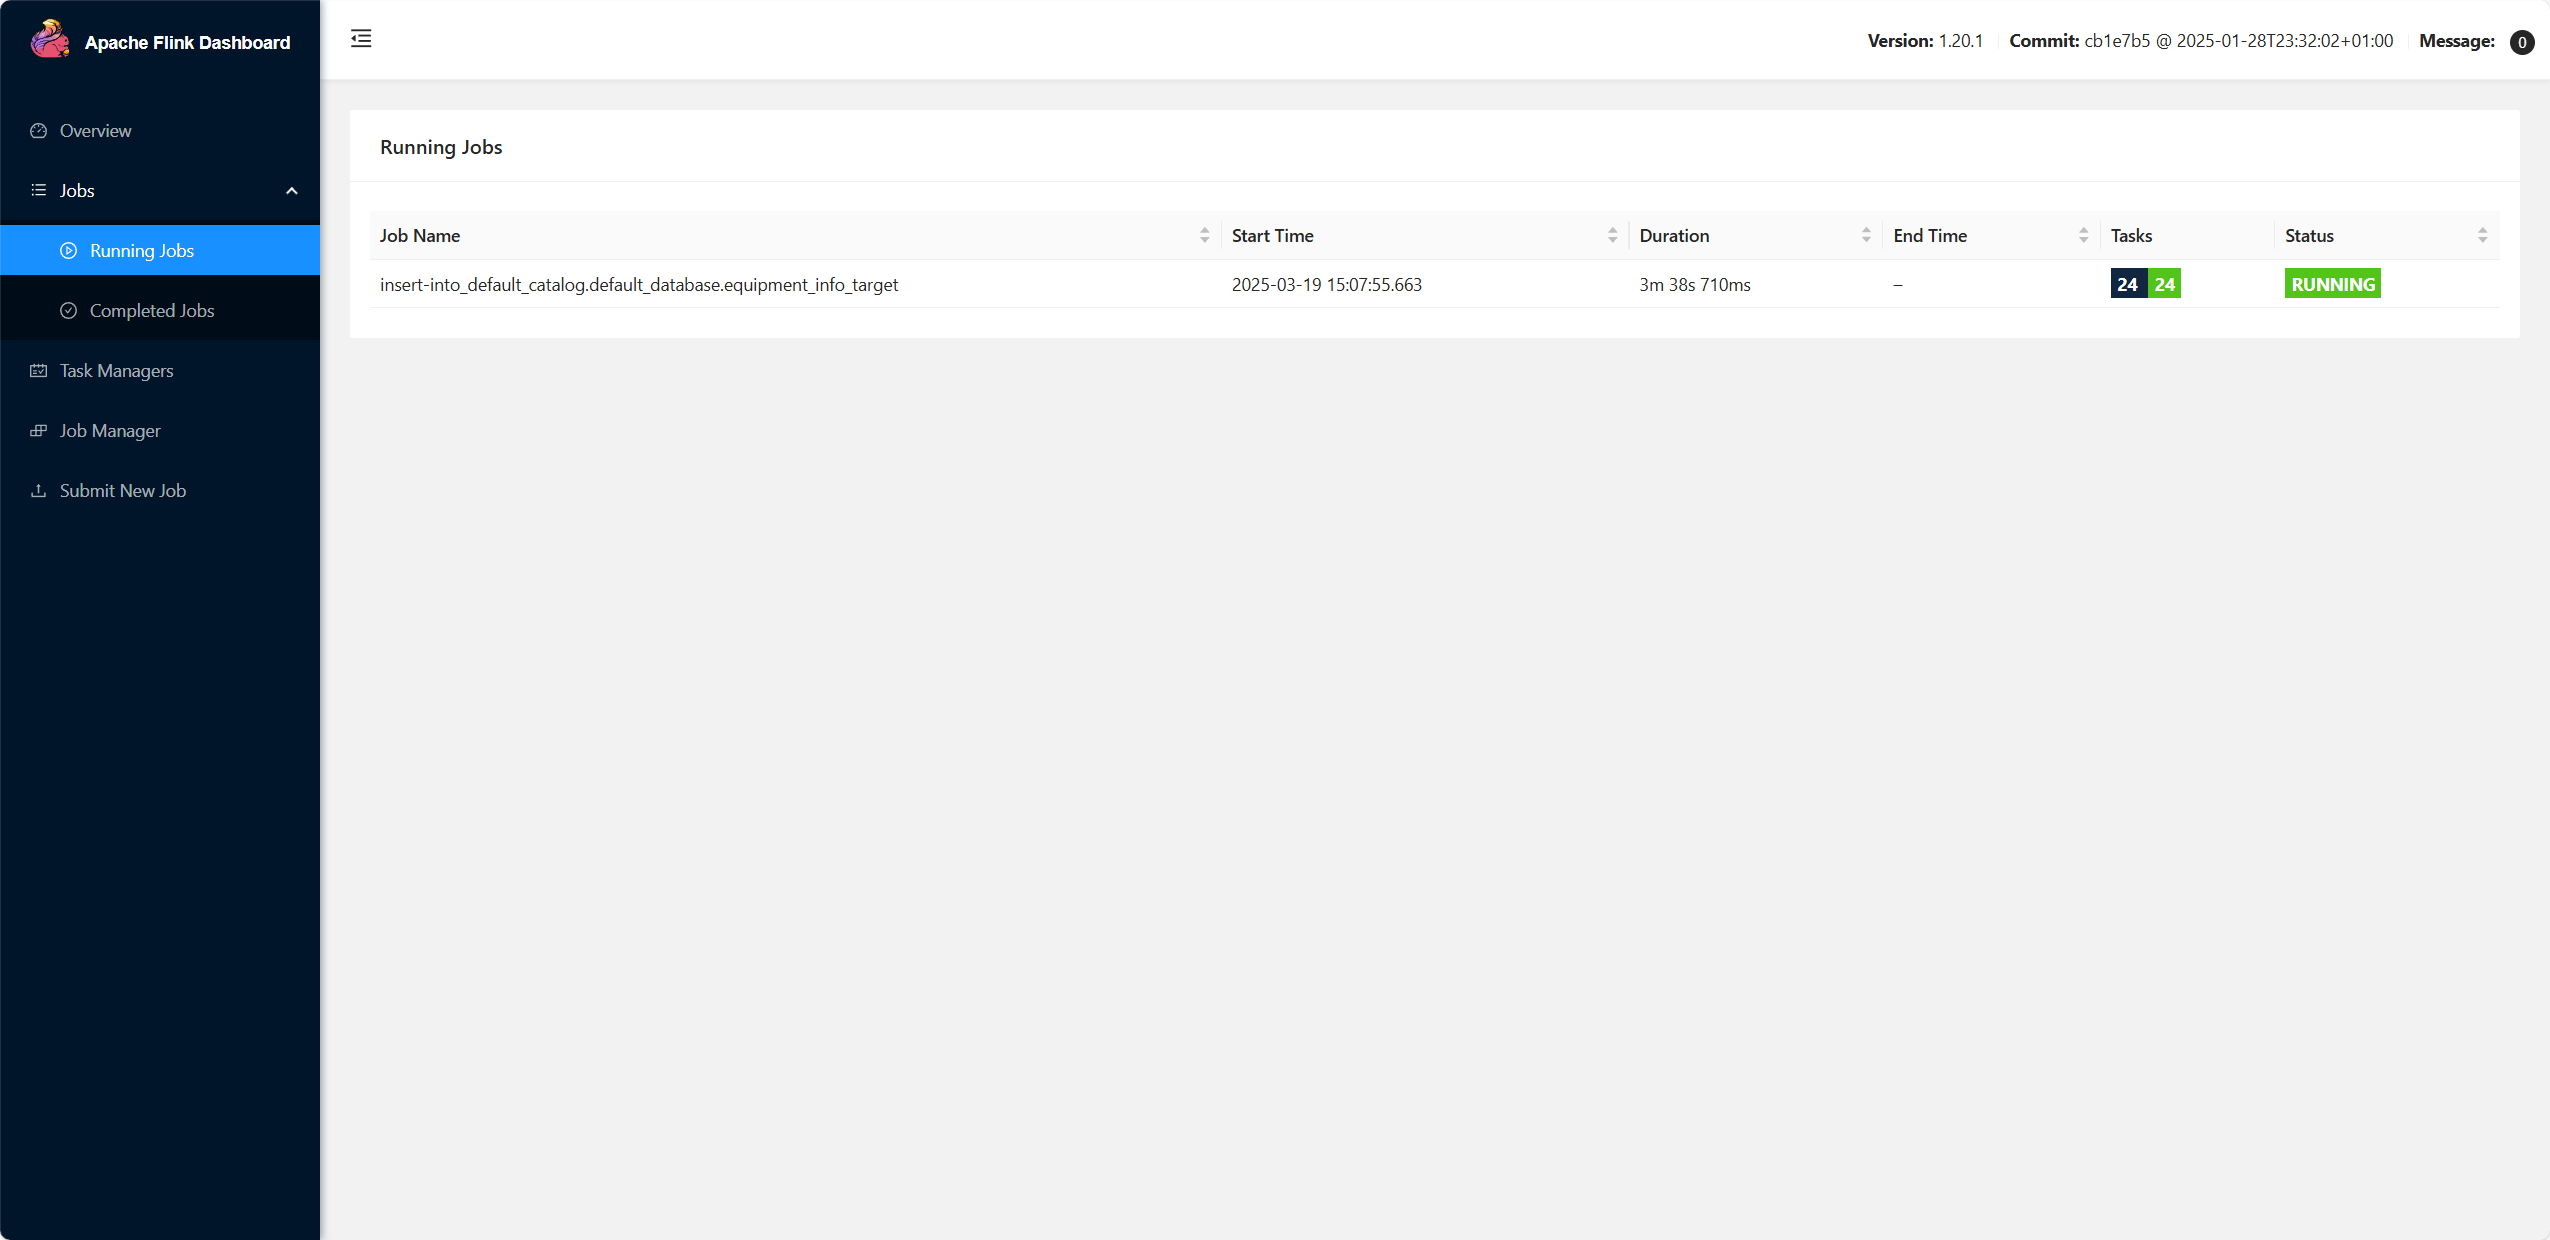 Apache Flink Dashboard
Version: 1.20.1 Commit: cb1e7b5 @ 2025-01-28T23:32:02+01:00 Message: 0
Overview
Jobs
Running Jobs
Completed Jobs
Task Managers
Job Manager
Submit New Job
Running Jobs
Job Name Start Time Duration End Time Tasks Status
insert-into_default_catalog.default_database.equipment_info_target 2025-03-19 15:07:55.663 3m 38s 710ms – 24 24 RUNNING